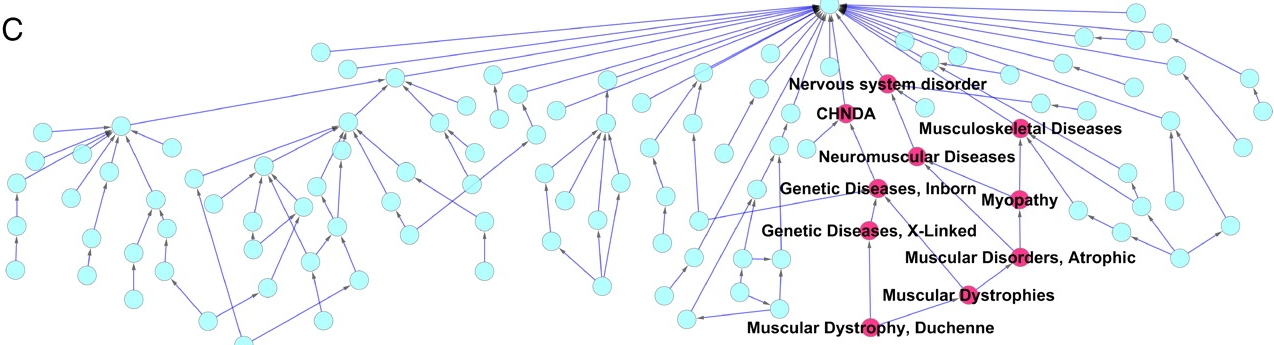 C
Nervous system disorder
CHNDA
Musculoskeletal Diseases
Neuromuscular Diseases
Genetic Diseases, Inborn
Myopathy
Genetic Diseases, X-Linked
Muscular Disorders, Atrophic
Muscular Dystrophies
Muscular Dystrophy, Duchenne